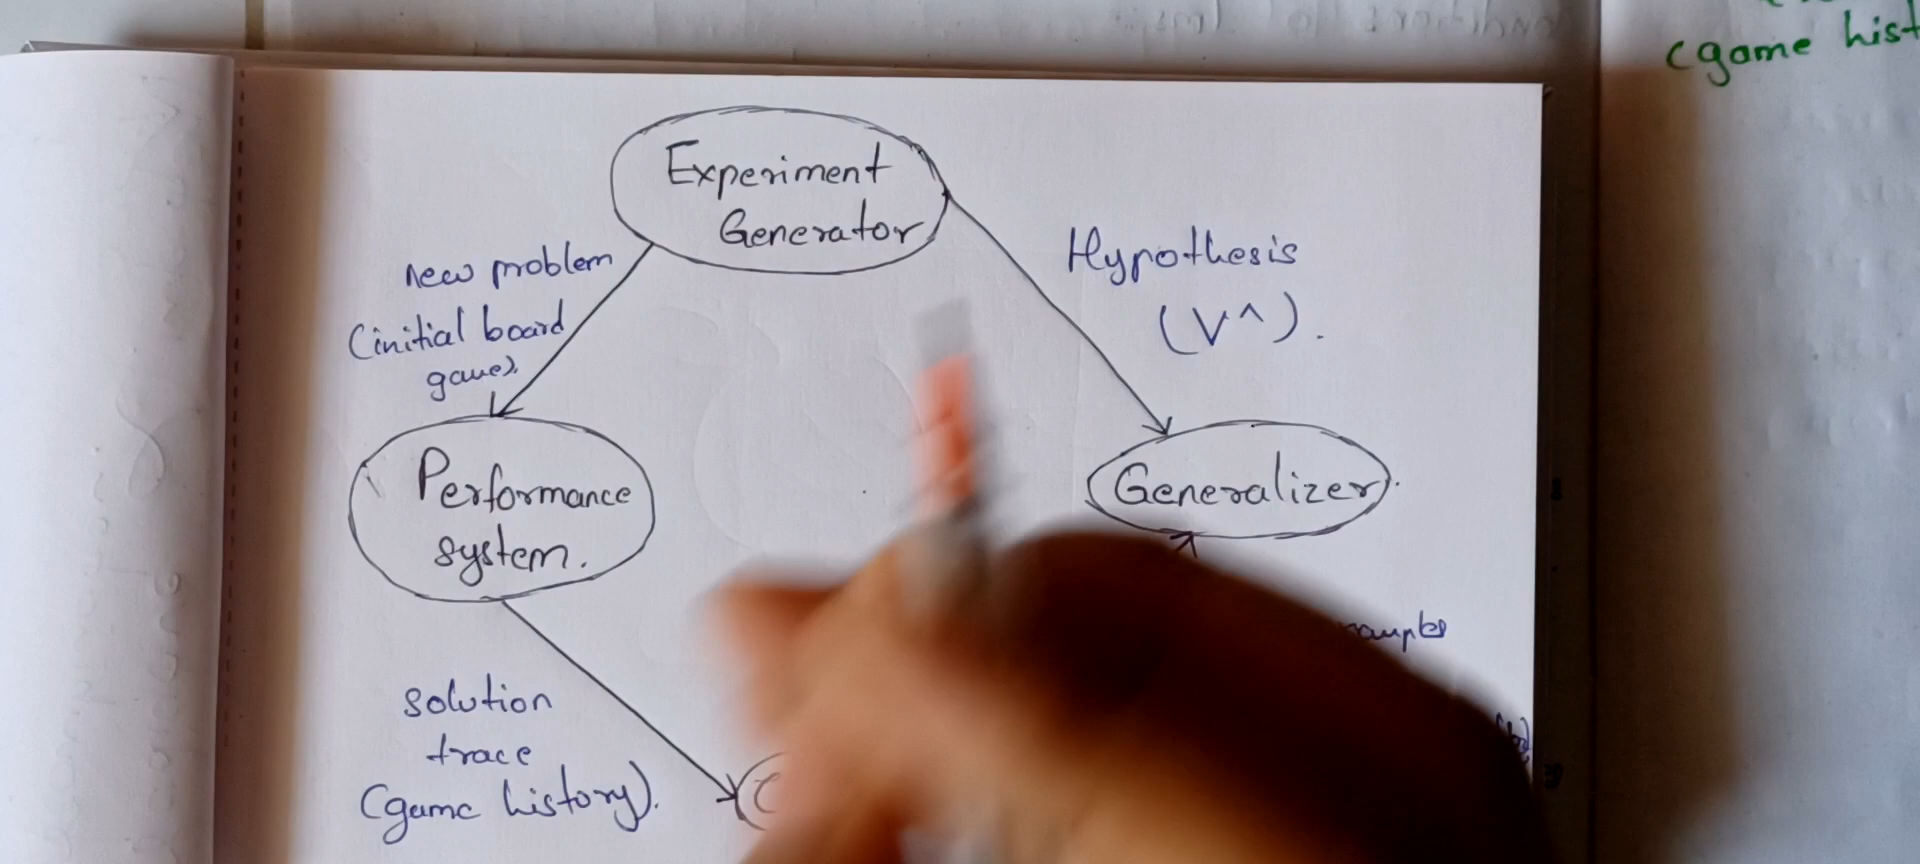 (game hist
Experiment
Generator
new problem
(initial board
game).
Hypothesis
(V^).
Performance
system.
Generalizer.
solution
trace
(game history).